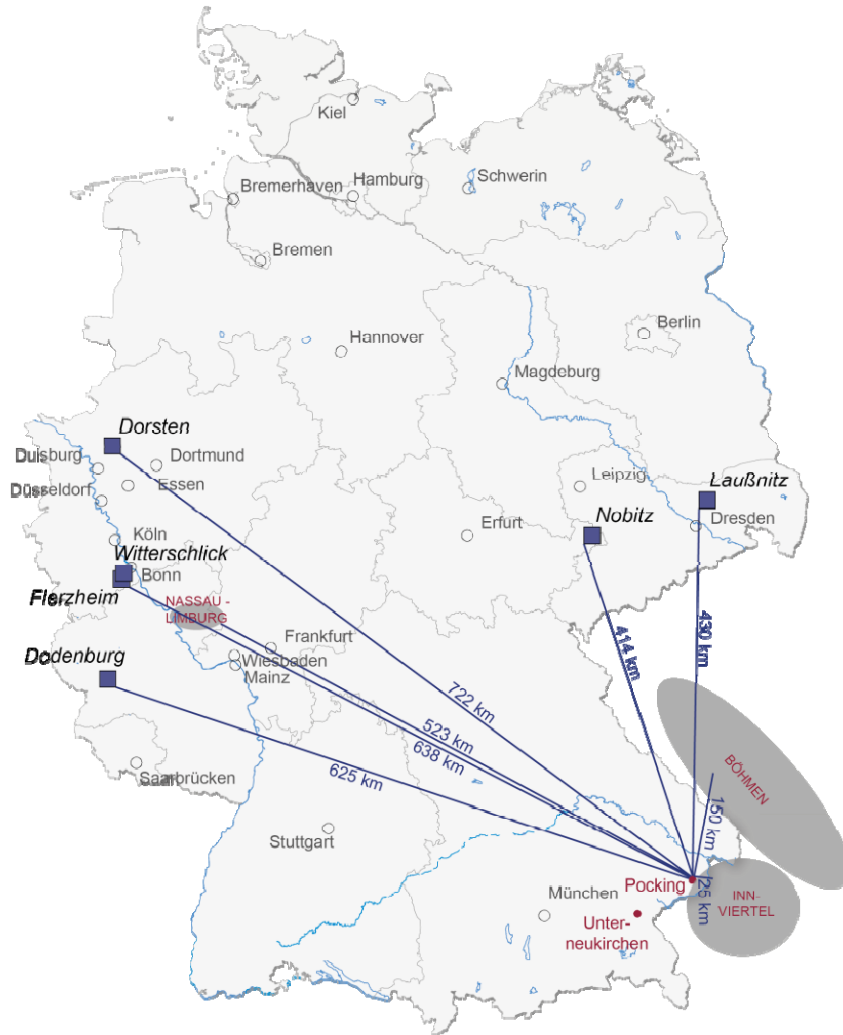 Kiel
Schwerin
Hamburg
Bremerhaven
Bremen
Berlin
Hannover
Magdeburg
Dorsten
Duisburg
Dortmund
Essen
Düsseldorf
Leipzig
Laußnitz
Nobitz
Dresden
Erfurt
Köln
Witterschlick
Bonn
Flerzheim
NASSAU -
LIMBURG
Frankfurt
Wiesbaden
Mainz
Dodenburg
414 km
430 km
722 km
523 km
638 km
625 km
BÖHMEN
150 km
Saarbrücken
Stuttgart
Pocking
25 km
INN-
VIERTEL
München
Unter-
neukirchen